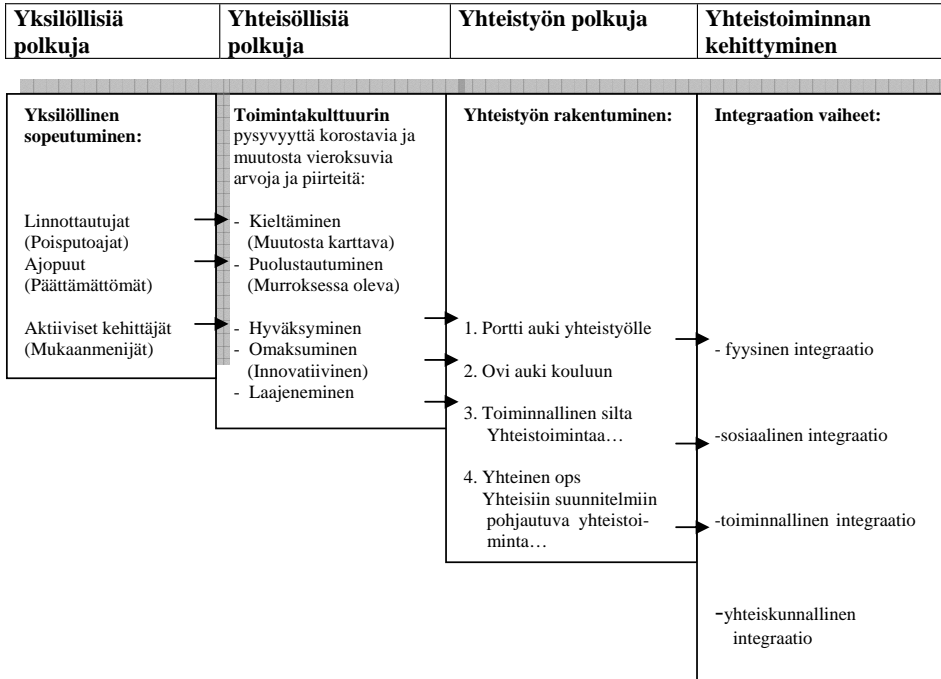 Yksilöllisiä
polkuja
Yhteisöllisiä
polkuja
Yhteistyön polkuja
Yhteistoiminnan
kehittyminen
Yksilöllinen
sopeutuminen:
Linnottautujat
(Poisputoajat)
Ajopuut
(Päättämättömät)
Aktiiviset kehittäjät
(Mukaanmenijät)
Toimintakulttuurin
pysyvyyttä korostavia ja
muutosta vieroksuvia
arvoja ja piirteitä:
- Kieltäminen
(Muutosta karttava)
- Puolustautuminen
(Murroksessa oleva)
- Hyväksyminen
- Omaksuminen
(Innovatiivinen)
- Laajeneminen
Yhteistyön rakentuminen:
1. Portti auki yhteistyölle
2. Ovi auki kouluun
3. Toiminnallinen silta
Yhteistoimintaa…
4. Yhteinen ops
Yhteisiin suunnitelmiin
pohjautuva yhteistoi-
minta…
Integraation vaiheet:
- fyysinen integraatio
-sosiaalinen integraatio
-toiminnallinen integraatio
-yhteiskunnallinen
integraatio